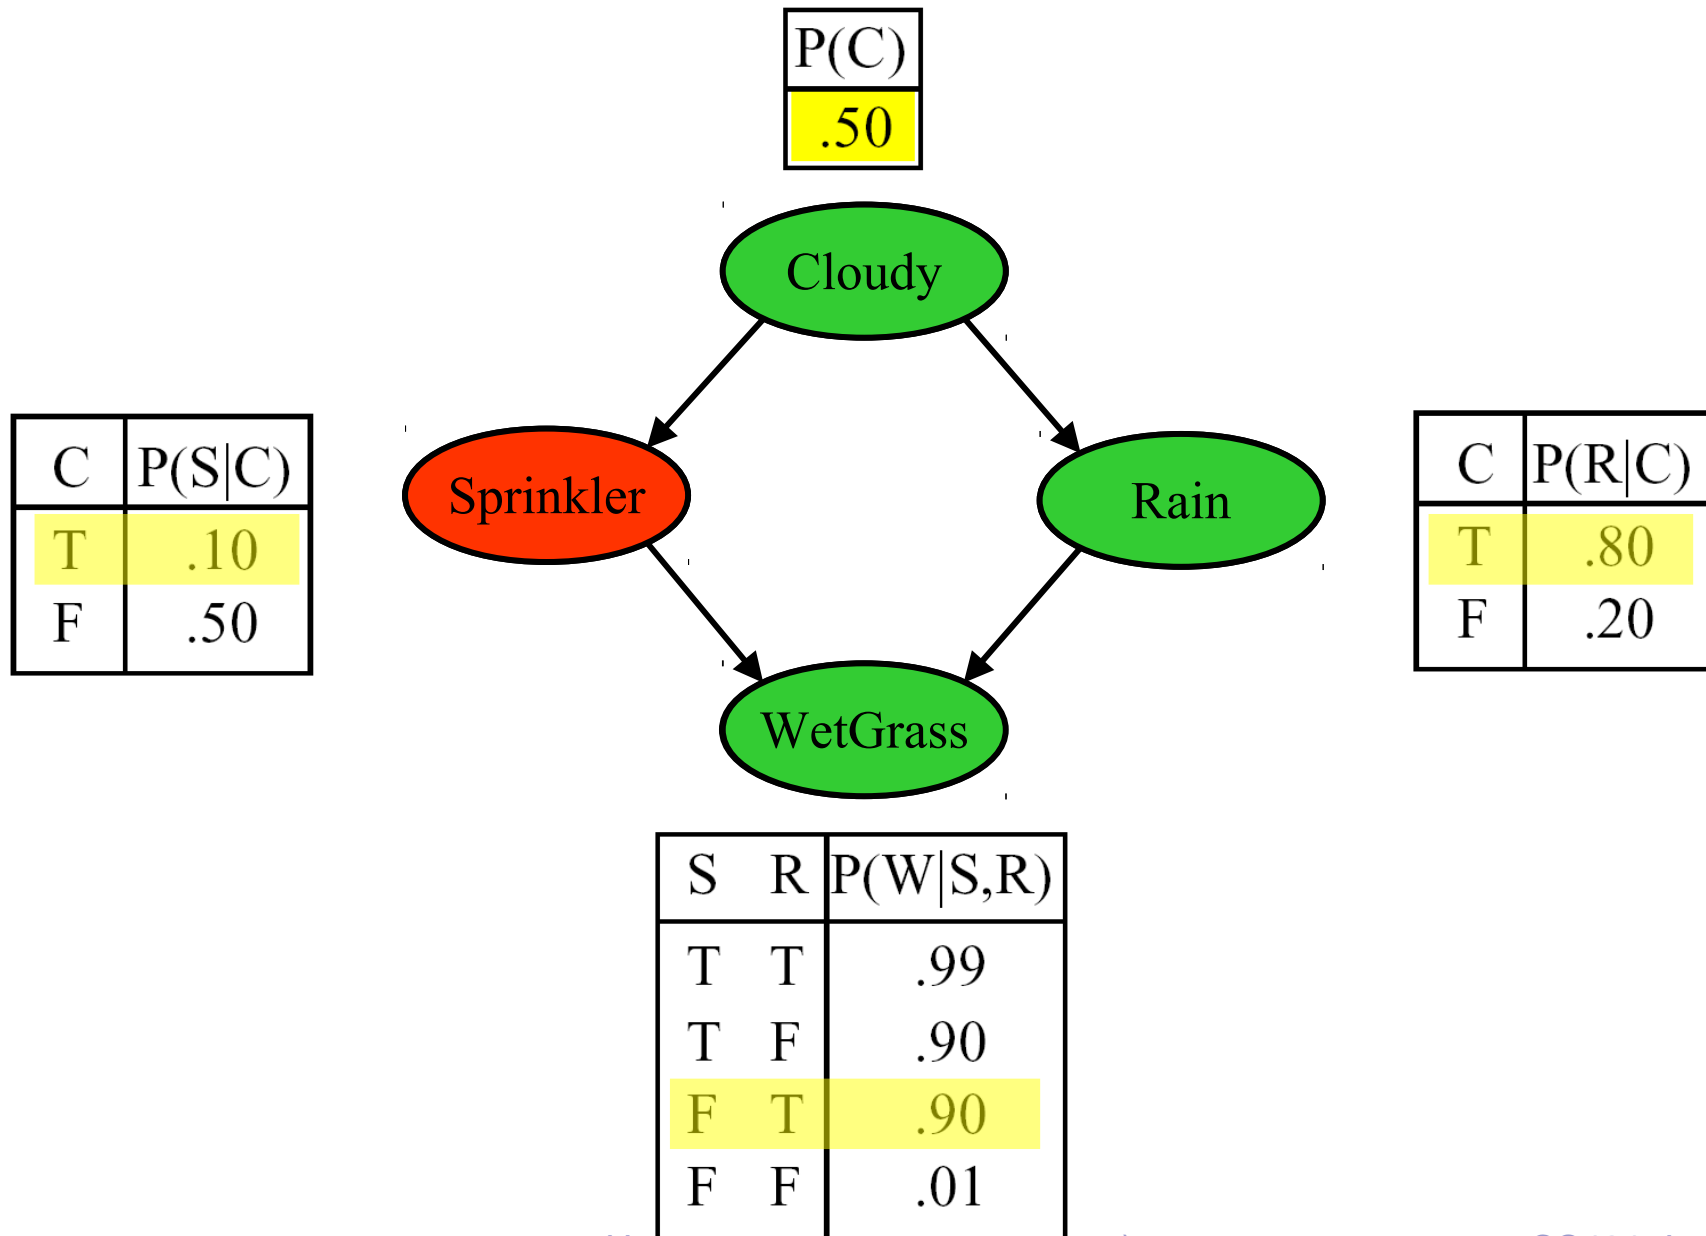 P(C)
.50
Cloudy
C P(S|C)
T .10
F .50
Sprinkler
Rain
C P(R|C)
T .80
F .20
WetGrass
S R P(W|S,R)
T T .99
T F .90
F T .90
F F .01